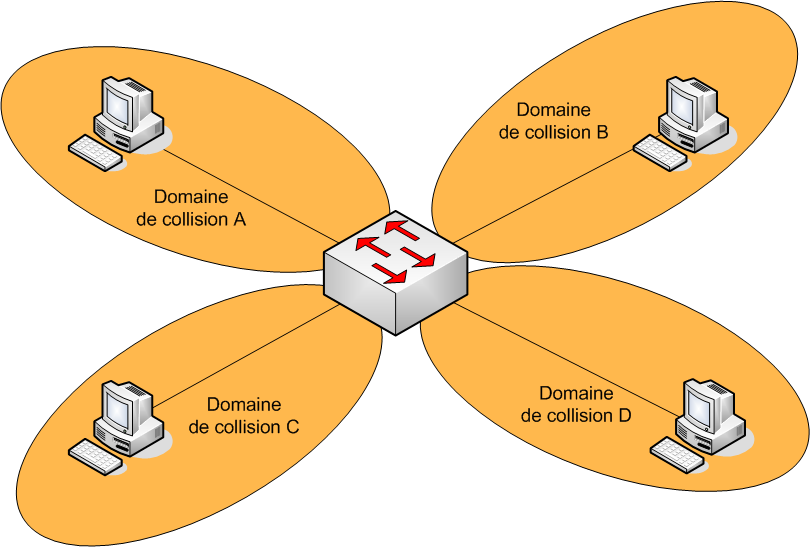 Domaine
de collision A
Domaine
de collision B
Domaine
de collision C
Domaine
de collision D